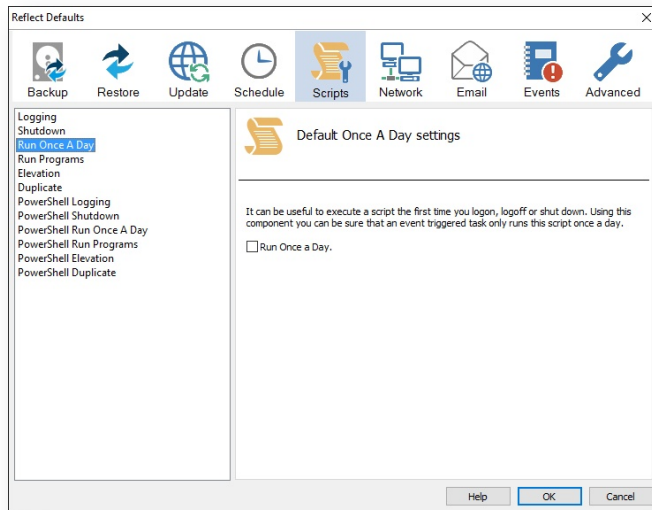 Reflect Defaults
Backup
Restore
Update
Schedule
Scripts
Network
Email
Events
Advanced
Logging
Shutdown
Run Once A Day
Run Programs
Elevation
Duplicate
PowerShell Logging
PowerShell Shutdown
PowerShell Run Once A Day
PowerShell Run Programs
PowerShell Elevation
PowerShell Duplicate
Default Once A Day settings
It can be useful to execute a script the first time you logon, logoff or shut down. Using this
component you can be sure that an event triggered task only runs this script once a day.
Run Once a Day.
Help
OK
Cancel